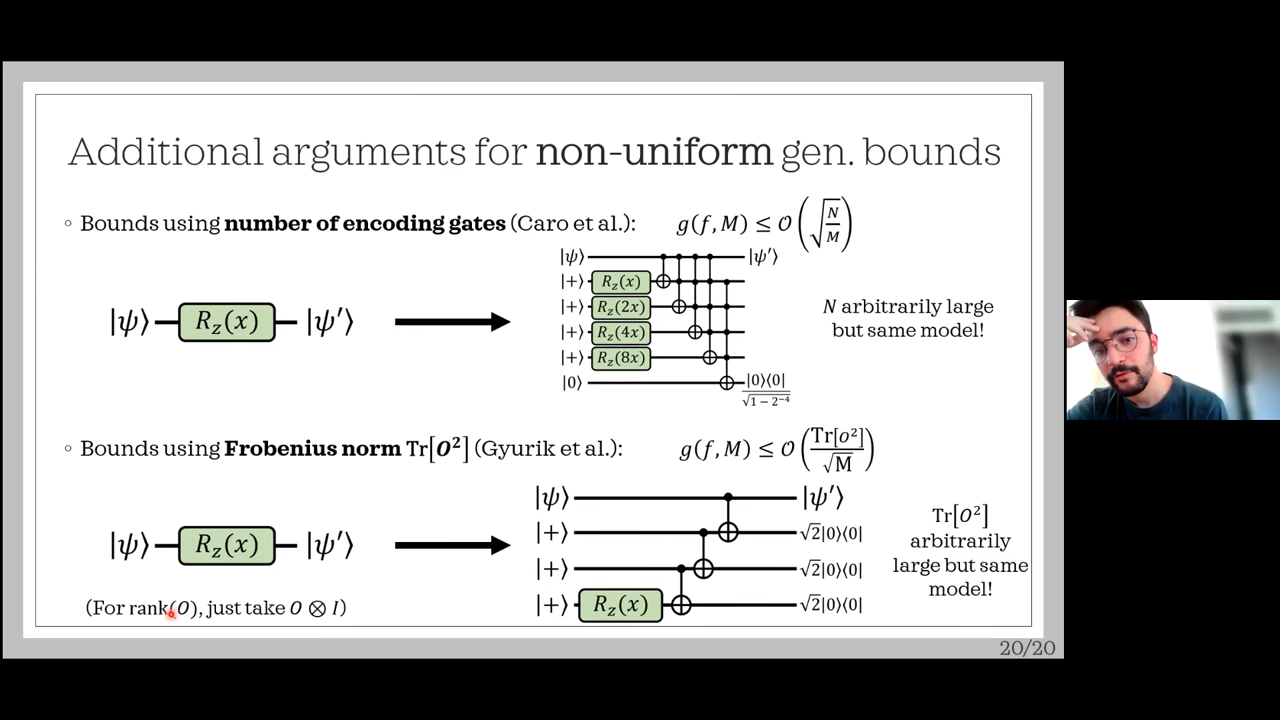 Additional arguments for non-uniform gen. bounds
◦ Bounds using number of encoding gates (Caro et al.): g(f, M) ≤ 𝒪(√(N/M))
|ψ⟩ R_z(x) |ψ′⟩
|ψ⟩ |ψ′⟩
|+⟩ R_z(x)
|+⟩ R_z(2x)
|+⟩ R_z(4x)
|+⟩ R_z(8x)
|0⟩ |0⟩⟨0|
√(1 − 2⁻⁴)
N arbitrarily large
but same model!
◦ Bounds using Frobenius norm Tr[O²] (Gyurik et al.): g(f, M) ≤ 𝒪(Tr[O²]/√M)
|ψ⟩ R_z(x) |ψ′⟩
|ψ⟩ |ψ′⟩
|+⟩ √2|0⟩⟨0|
|+⟩ √2|0⟩⟨0|
|+⟩ R_z(x) √2|0⟩⟨0|
Tr[O²]
arbitrarily
large but same
model!
(For rank(O), just take O ⊗ I)
20/20